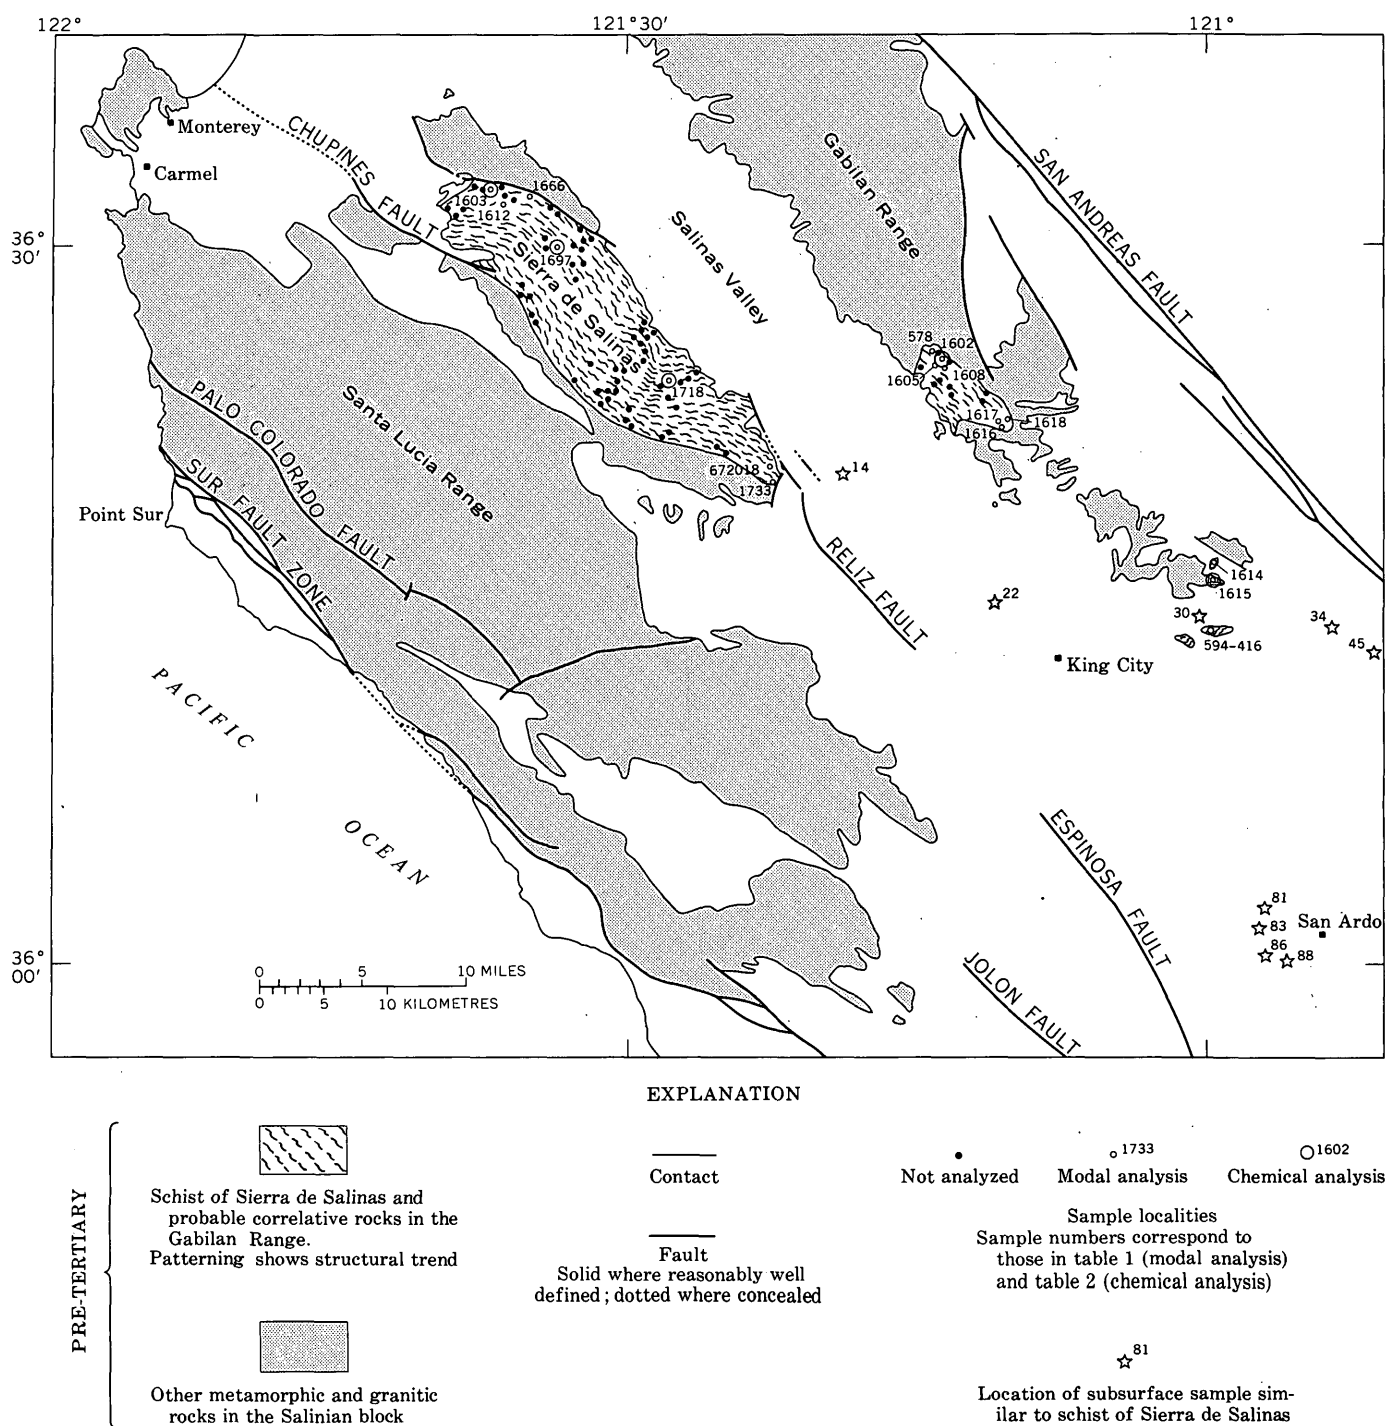 122°
121°30′
121°
Monterey
Carmel
CHUPINES
FAULT
1603
1612
1666
1697
Sierra de Salinas
1718
672018
1733
Salinas Valley
Gabilan Range
SAN ANDREAS FAULT
36°
30′
578
1602
1605
1608
1617
1616
1618
14
PALO COLORADO FAULT
Santa Lucia Range
SUR FAULT ZONE
Point Sur
RELIZ FAULT
22
1614
1615
30
34
45
594-416
King City
PACIFIC
OCEAN
ESPINOSA FAULT
81
83
86
88
San Ardo
JOLON FAULT
36°
00′
0 5 10 MILES
0 5 10 KILOMETRES
EXPLANATION
PRE-TERTIARY
Schist of Sierra de Salinas and
probable correlative rocks in the
Gabilan Range.
Patterning shows structural trend
Other metamorphic and granitic
rocks in the Salinian block
Contact
Fault
Solid where reasonably well
defined; dotted where concealed
1733
1602
Not analyzed
Modal analysis
Chemical analysis
Sample localities
Sample numbers correspond to
those in table 1 (modal analysis)
and table 2 (chemical analysis)
81
Location of subsurface sample sim-
ilar to schist of Sierra de Salinas